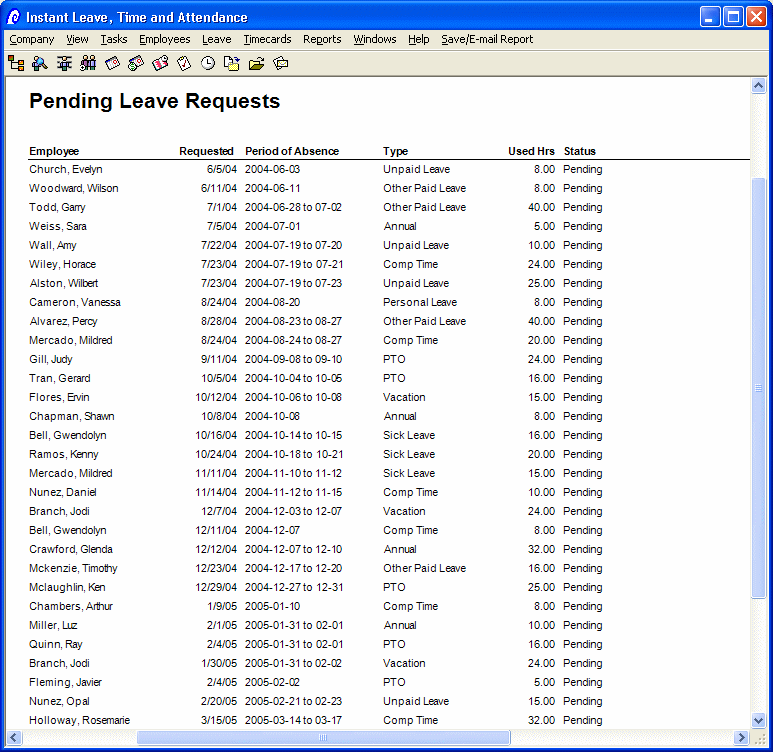 Instant Leave, Time and Attendance
Company View Tasks Employees Leave Timecards Reports Windows Help Save/E-mail Report
Pending Leave Requests
Employee Requested Period of Absence Type Used Hrs Status
Church, Evelyn 6/5/04 2004-06-03 Unpaid Leave 8.00 Pending
Woodward, Wilson 6/11/04 2004-06-11 Other Paid Leave 8.00 Pending
Todd, Garry 7/1/04 2004-06-28 to 07-02 Other Paid Leave 40.00 Pending
Weiss, Sara 7/5/04 2004-07-01 Annual 5.00 Pending
Wall, Amy 7/22/04 2004-07-19 to 07-20 Unpaid Leave 10.00 Pending
Wiley, Horace 7/23/04 2004-07-19 to 07-21 Comp Time 24.00 Pending
Alston, Wilbert 7/23/04 2004-07-19 to 07-23 Unpaid Leave 25.00 Pending
Cameron, Vanessa 8/24/04 2004-08-20 Personal Leave 8.00 Pending
Alvarez, Percy 8/28/04 2004-08-23 to 08-27 Other Paid Leave 40.00 Pending
Mercado, Mildred 8/24/04 2004-08-24 to 08-27 Comp Time 20.00 Pending
Gill, Judy 9/11/04 2004-09-08 to 09-10 PTO 24.00 Pending
Tran, Gerard 10/5/04 2004-10-04 to 10-05 PTO 16.00 Pending
Flores, Ervin 10/12/04 2004-10-06 to 10-08 Vacation 15.00 Pending
Chapman, Shawn 10/8/04 2004-10-08 Annual 8.00 Pending
Bell, Gwendolyn 10/16/04 2004-10-14 to 10-15 Sick Leave 16.00 Pending
Ramos, Kenny 10/24/04 2004-10-18 to 10-21 Sick Leave 20.00 Pending
Mercado, Mildred 11/11/04 2004-11-10 to 11-12 Sick Leave 15.00 Pending
Nunez, Daniel 11/14/04 2004-11-12 to 11-15 Comp Time 10.00 Pending
Branch, Jodi 12/7/04 2004-12-03 to 12-07 Vacation 24.00 Pending
Bell, Gwendolyn 12/11/04 2004-12-07 Comp Time 8.00 Pending
Crawford, Glenda 12/12/04 2004-12-07 to 12-10 Annual 32.00 Pending
Mckenzie, Timothy 12/23/04 2004-12-17 to 12-20 Other Paid Leave 16.00 Pending
Mclaughlin, Ken 12/29/04 2004-12-27 to 12-31 PTO 25.00 Pending
Chambers, Arthur 1/9/05 2005-01-10 Comp Time 8.00 Pending
Miller, Luz 2/1/05 2005-01-31 to 02-01 Annual 10.00 Pending
Quinn, Ray 2/4/05 2005-01-31 to 02-01 PTO 16.00 Pending
Branch, Jodi 1/30/05 2005-01-31 to 02-02 Vacation 24.00 Pending
Fleming, Javier 2/4/05 2005-02-02 PTO 5.00 Pending
Nunez, Opal 2/20/05 2005-02-21 to 02-23 Unpaid Leave 15.00 Pending
Holloway, Rosemarie 3/15/05 2005-03-14 to 03-17 Comp Time 32.00 Pending